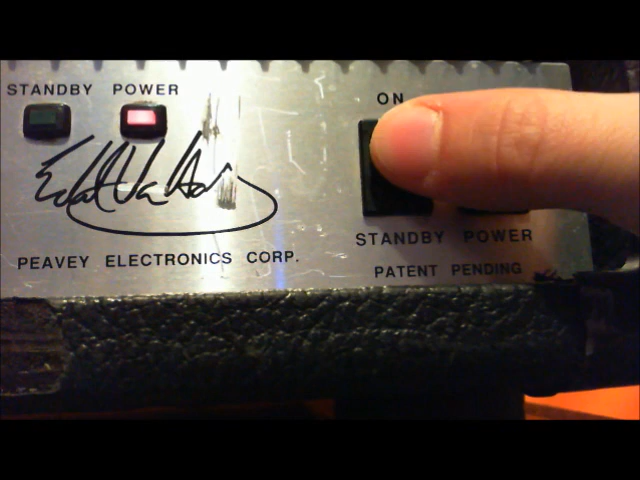 STANDBY POWER
ON
PEAVEY ELECTRONICS CORP.
STANDBY POWER
PATENT PENDING